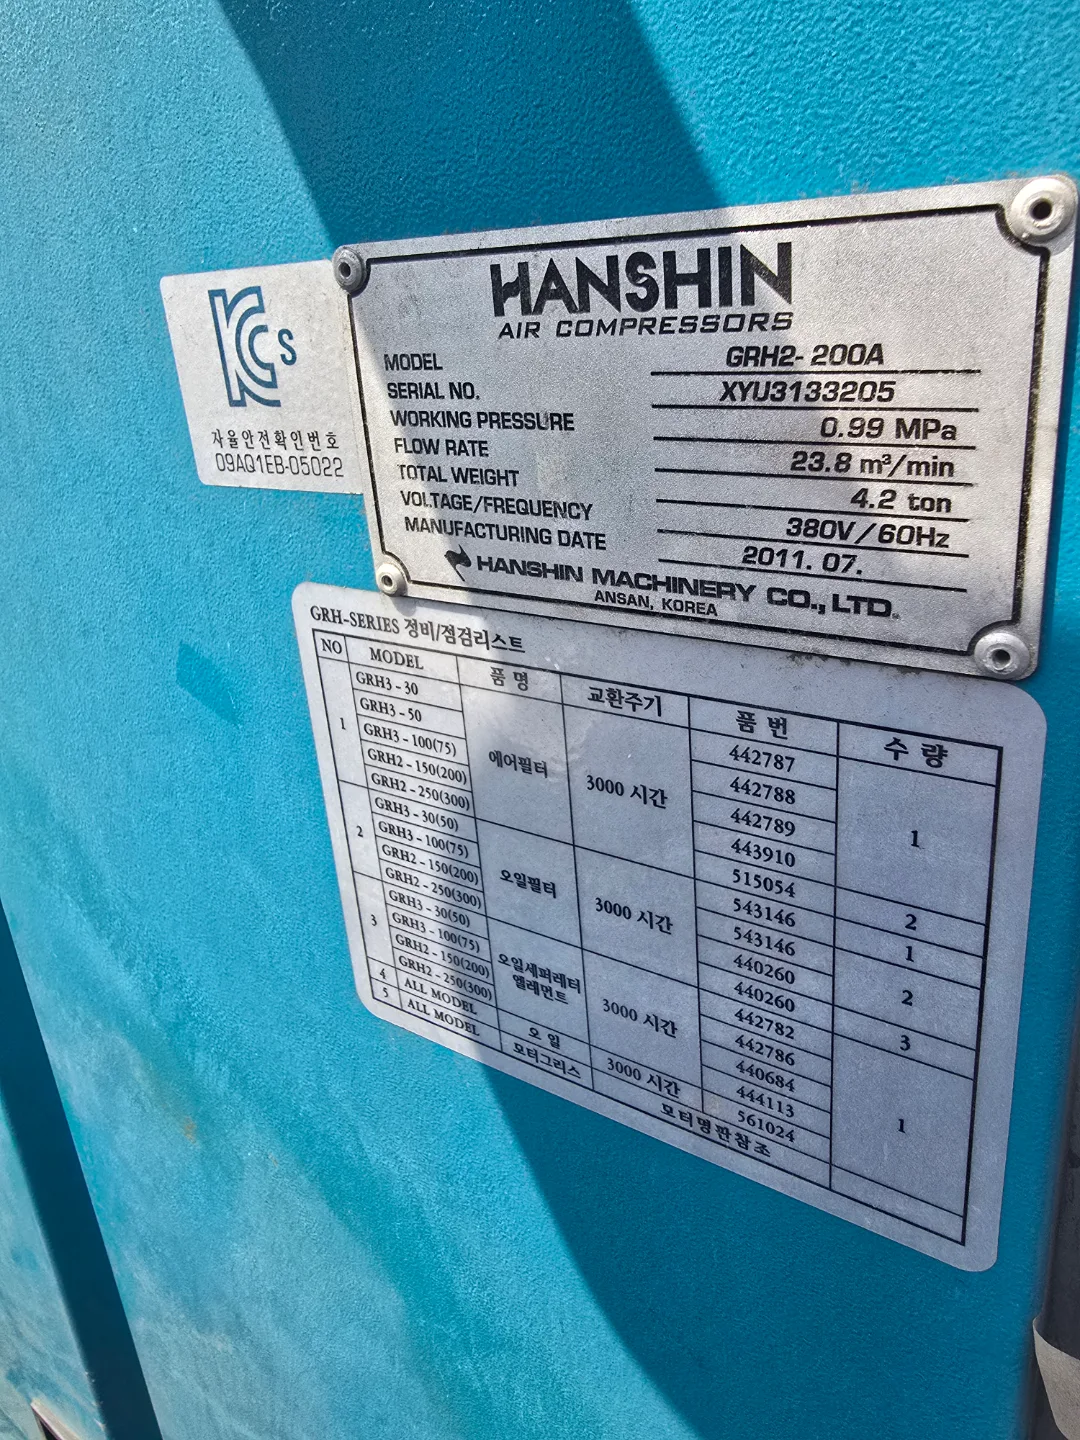 KCs
자율안전확인번호
09AQ1EB-05022
HANSHIN
AIR COMPRESSORS
MODEL GRH2-200A
SERIAL NO. XYU3133205
WORKING PRESSURE 0.99 MPa
FLOW RATE 23.8 m³/min
TOTAL WEIGHT 4.2 ton
VOLTAGE/FREQUENCY 380V/60Hz
MANUFACTURING DATE 2011. 07.
HANSHIN MACHINERY CO., LTD.
ANSAN, KOREA
GRH-SERIES 정비/점검리스트
NO MODEL 품 명 교환주기 품 번 수 량
1 GRH3 - 30 에어필터 3000 시간 442787 1
GRH3 - 50 442788
GRH3 - 100(75) 442789
GRH2 - 150(200) 443910
GRH2 - 250(300) 515054 2
2 GRH3 - 30(50) 오일필터 3000 시간 543146 1
GRH3 - 100(75) 543146 2
GRH2 - 150(200) 440260
GRH2 - 250(300) 440260 3
3 GRH3 - 30(50) 오일세퍼레터 엘레먼트 3000 시간 442782 1
GRH3 - 100(75) 442786
GRH2 - 150(200) 440684
GRH2 - 250(300) 444113
4 ALL MODEL 오 일 3000 시간 561024
5 ALL MODEL 모터그리스 모터명판참조